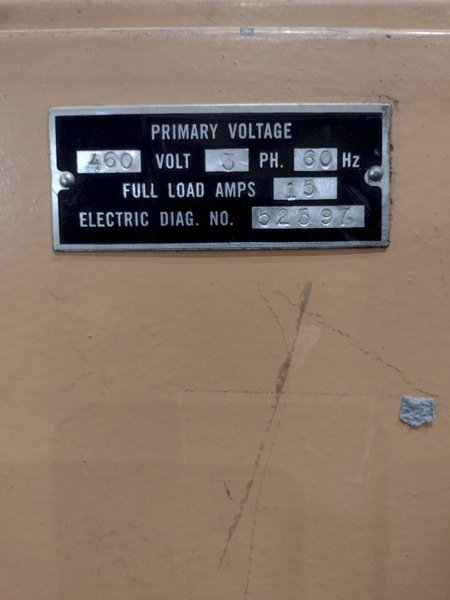 PRIMARY VOLTAGE
460 VOLT 3 PH. 60 Hz
FULL LOAD AMPS 15
ELECTRIC DIAG. NO. 52397